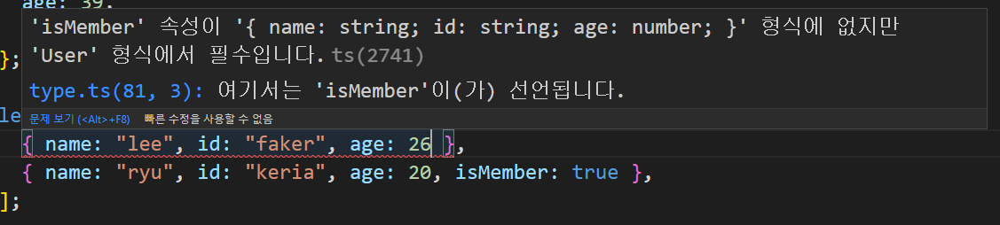 age: 39,
'isMember' 속성이 '{ name: string; id: string; age: number; }' 형식에 없지만
'User' 형식에서 필수입니다. ts(2741)
};
type.ts(81, 3): 여기서는 'isMember'이(가) 선언됩니다.
le
문제 보기 (<Alt>+F8) 빠른 수정을 사용할 수 없음
{ name: "lee", id: "faker", age: 26 },
{ name: "ryu", id: "keria", age: 20, isMember: true },
];